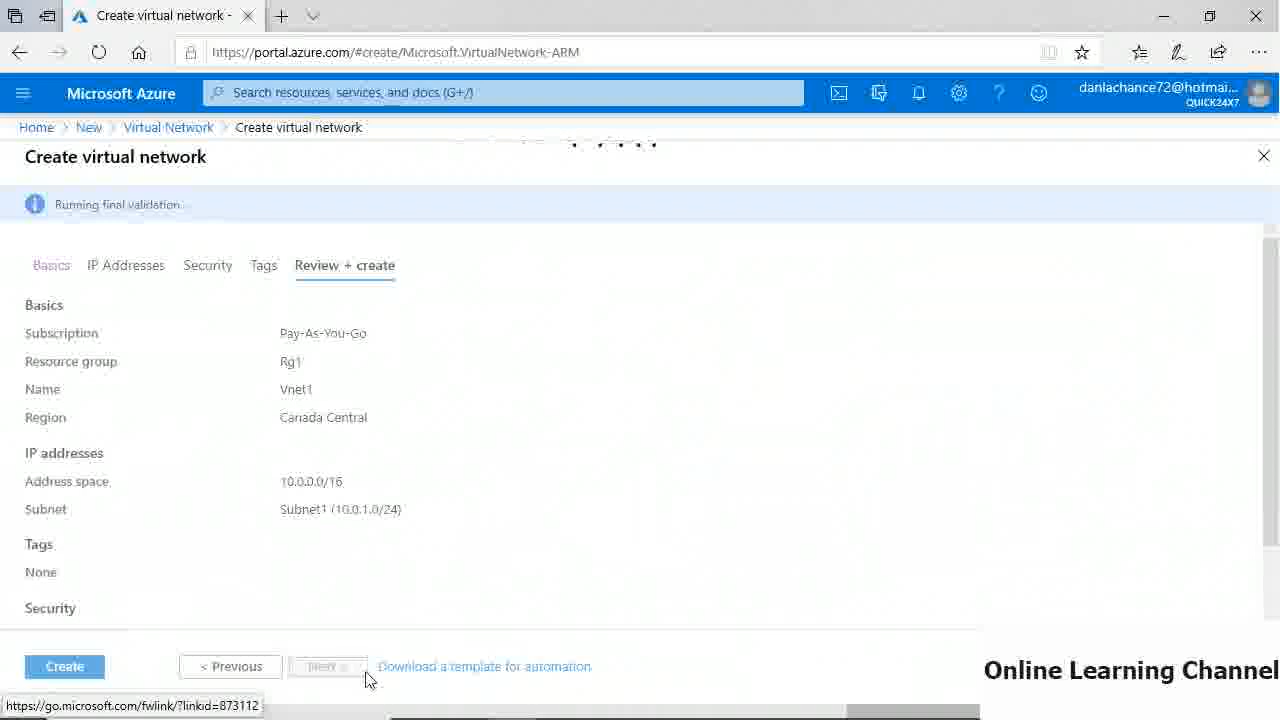 Create virtual network -
https://portal.azure.com/#create/Microsoft.VirtualNetwork-ARM
Microsoft Azure
Search resources, services, and docs (G+/)
danlachance72@hotmai...
QUICK24X7
Home > New > Virtual Network > Create virtual network
Create virtual network
Running final validation...
Basics IP Addresses Security Tags Review + create
Basics
Subscription Pay-As-You-Go
Resource group Rg1
Name Vnet1
Region Canada Central
IP addresses
Address space 10.0.0.0/16
Subnet Subnet1 (10.0.1.0/24)
Tags
None
Security
Create < Previous Next > Download a template for automation
Online Learning Channel
https://go.microsoft.com/fwlink/?linkid=873112